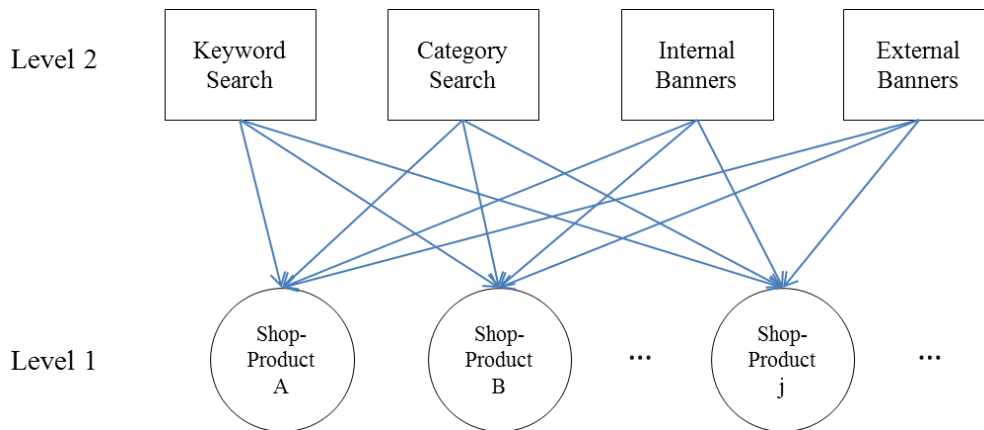 Level 2
Keyword
Search
Category
Search
Internal
Banners
External
Banners
Level 1
Shop-
Product
A
Shop-
Product
B
...
Shop-
Product
j
...